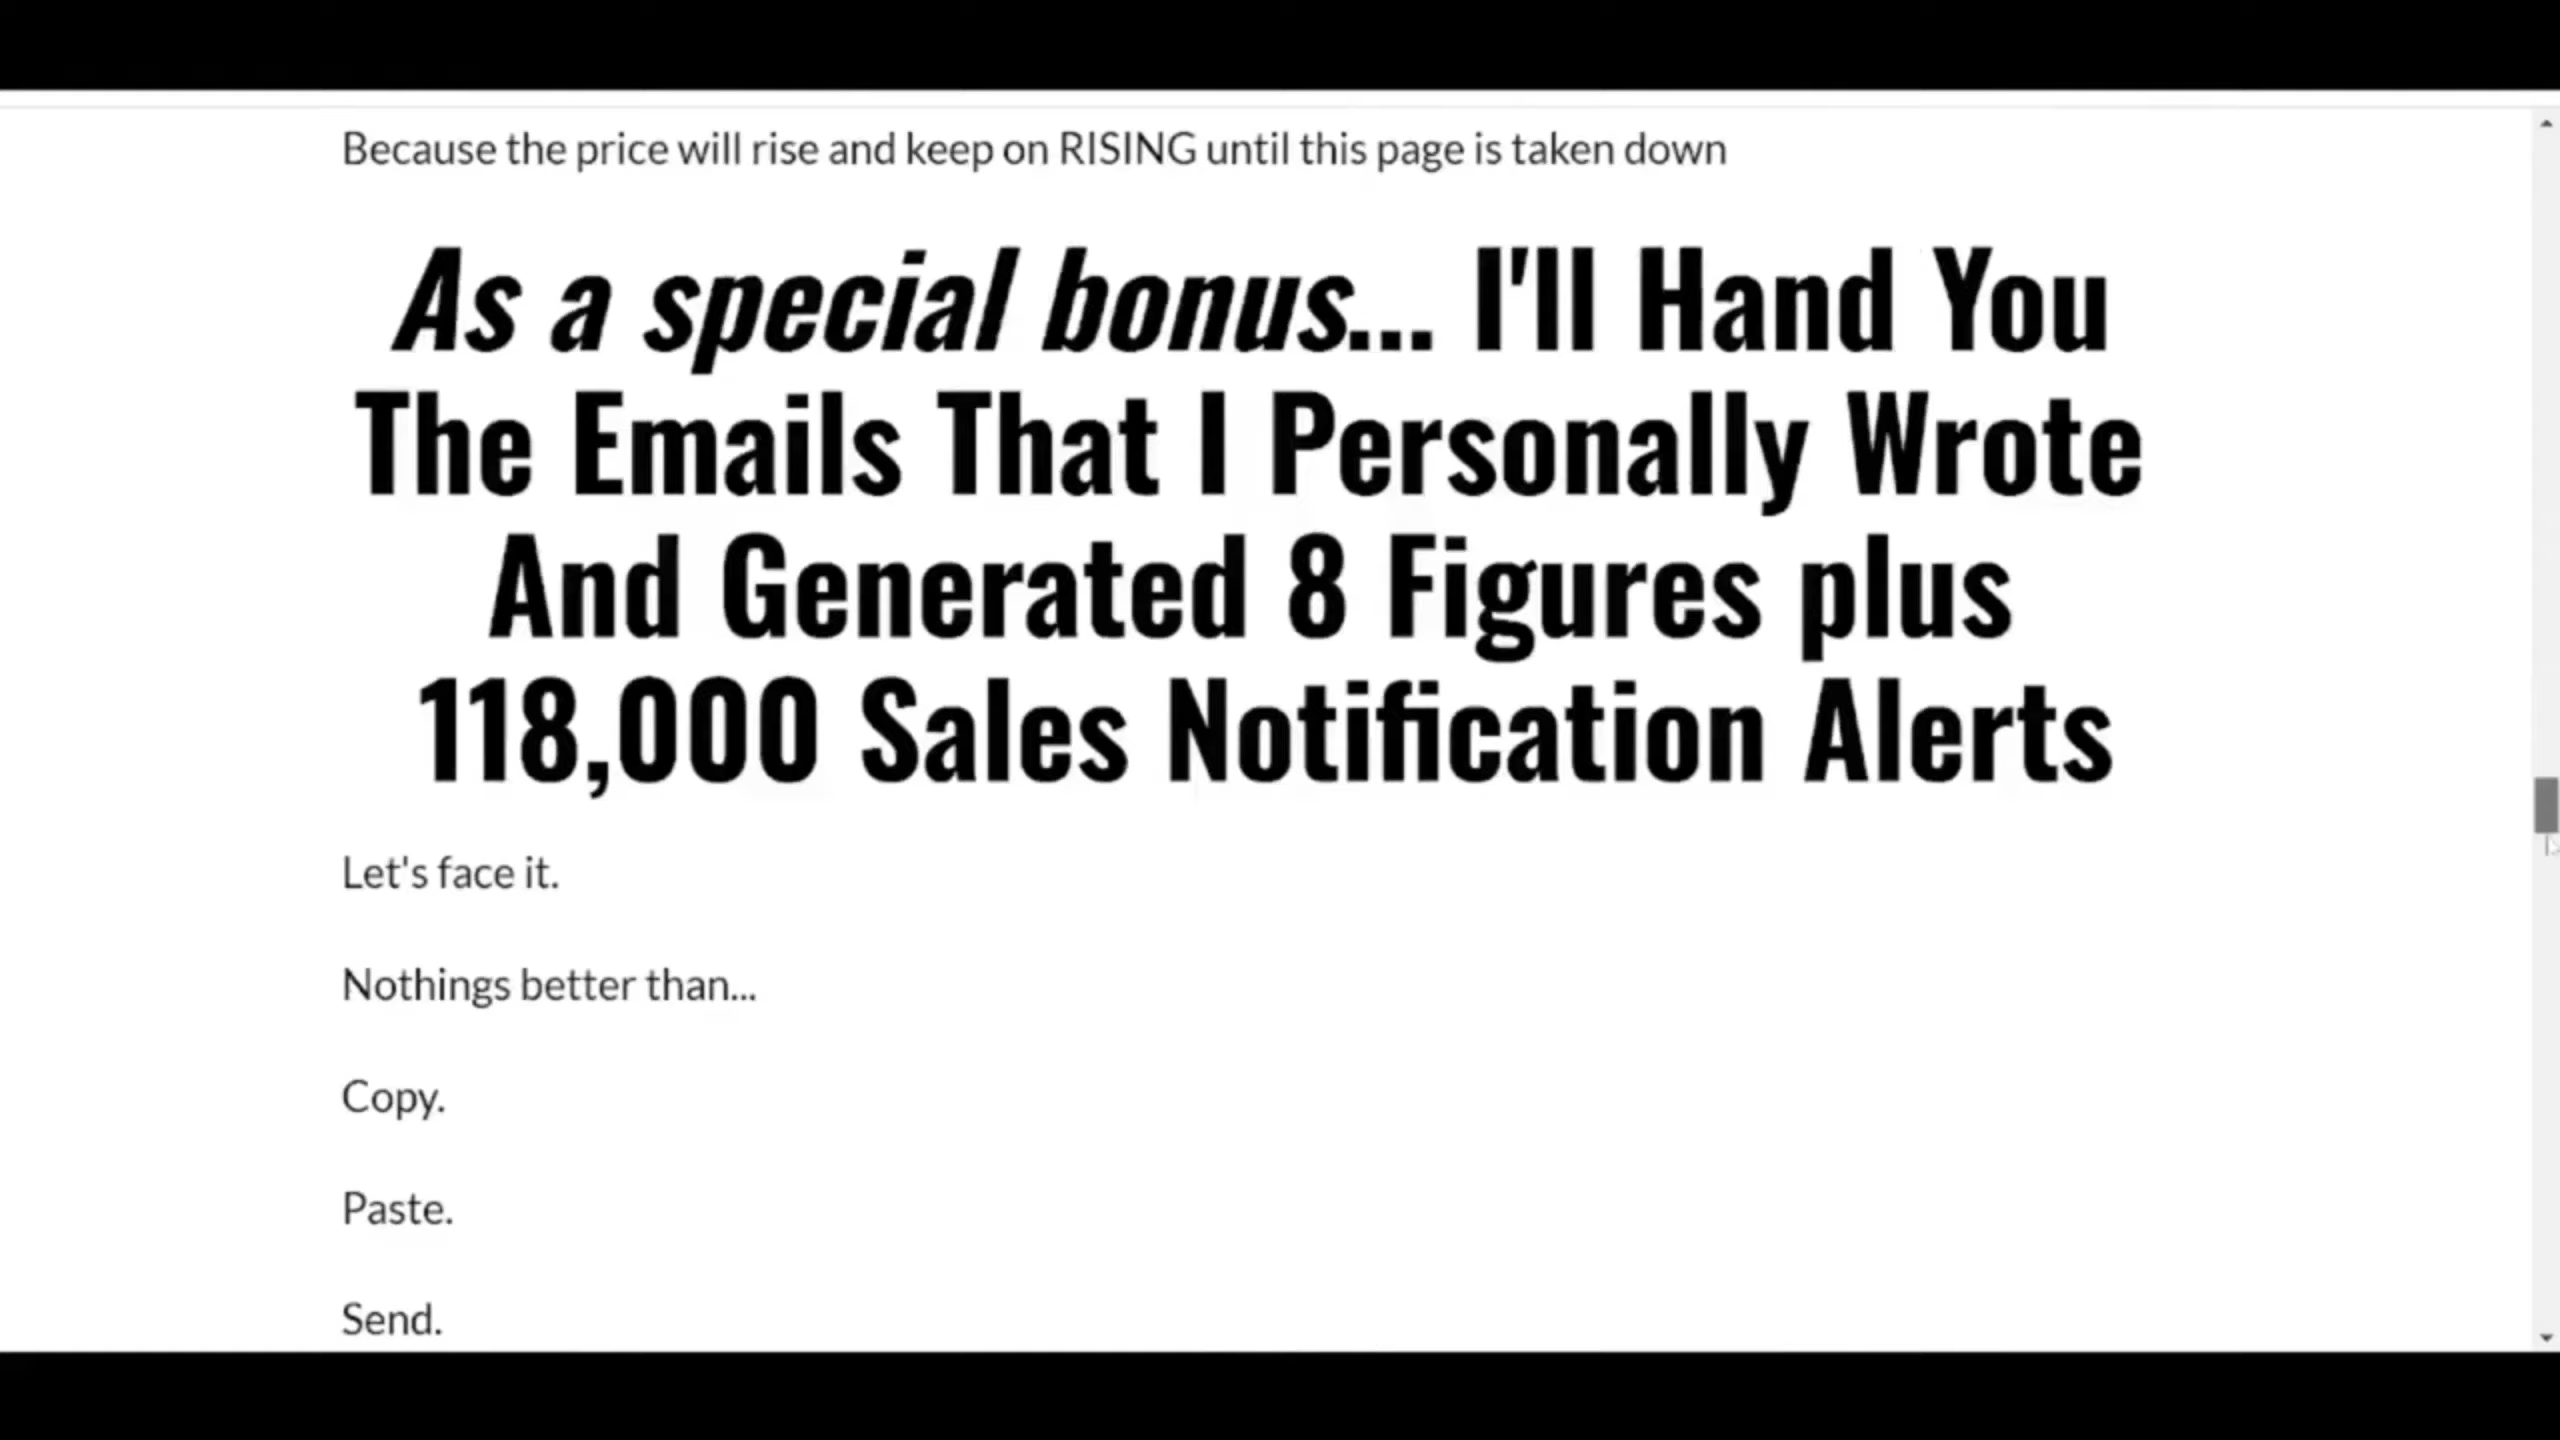 Because the price will rise and keep on RISING until this page is taken down
As a special bonus... I'll Hand You
The Emails That I Personally Wrote
And Generated 8 Figures plus
118,000 Sales Notification Alerts
Let's face it.
Nothings better than...
Copy.
Paste.
Send.